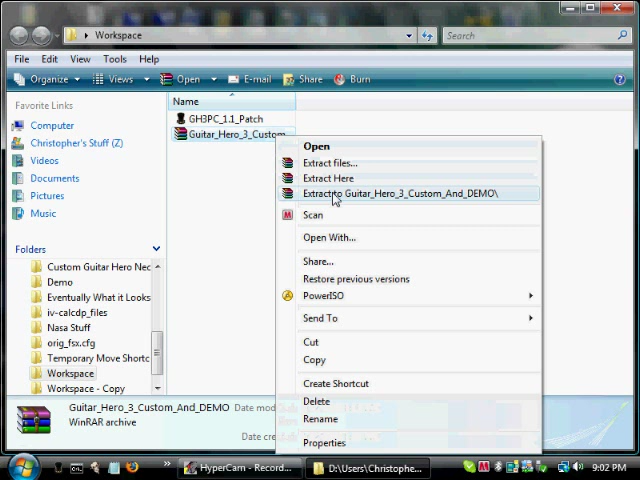 Workspace
Search
File Edit View Tools Help
Organize Views Open E-mail Share Burn
Favorite Links
Computer
Christopher's Stuff (Z)
Videos
Documents
Pictures
Music
Folders
Custom Guitar Hero Nec
Demo
Eventually What it Looks
iv-calcdp_files
Nasa Stuff
orig_fsx.cfg
Temporary Move Shortc
Workspace
Workspace - Copy
Name
GH3PC_1.1_Patch
Guitar_Hero_3_Custom
Open
Extract files...
Extract Here
Extract to Guitar_Hero_3_Custom_And_DEMO\
Scan
Open With...
Share...
Restore previous versions
PowerISO
Send To
Cut
Copy
Create Shortcut
Delete
Rename
Properties
Guitar_Hero_3_Custom_And_DEMO Date mod
WinRAR archive
Date cre
HyperCam - Record...
D:\Users\Christophe...
9:02 PM